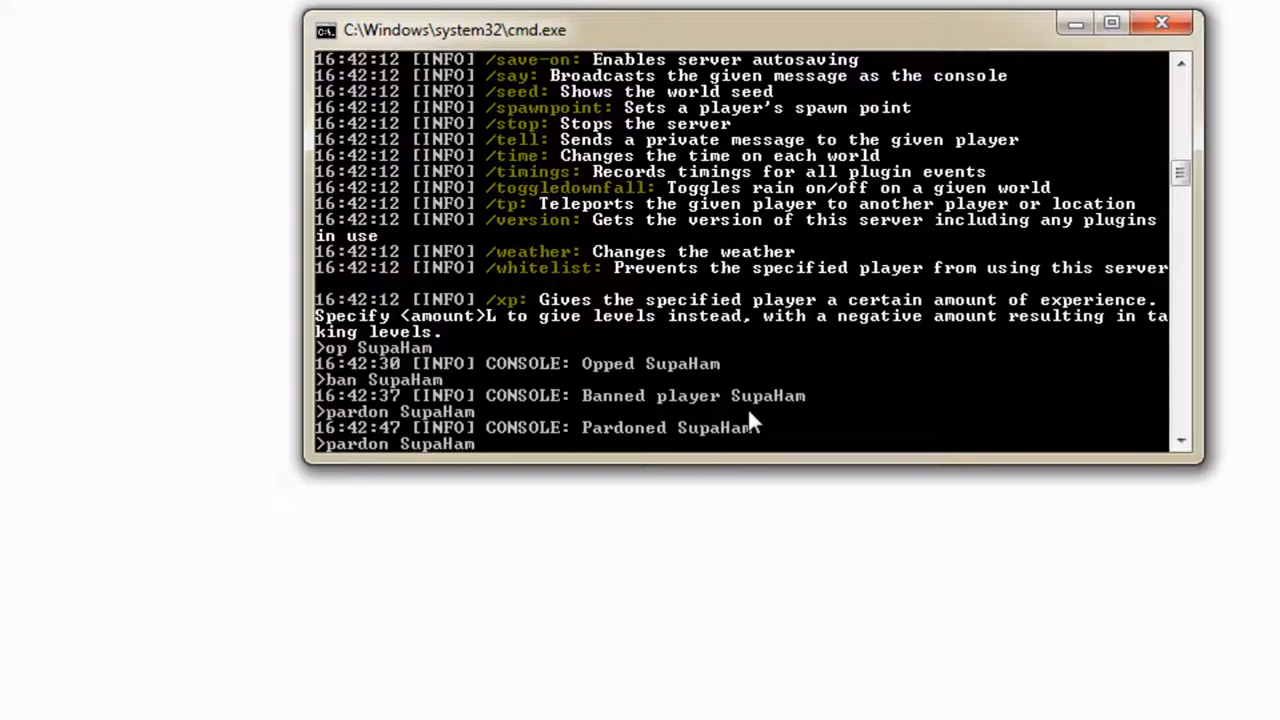 C:\Windows\system32\cmd.exe
16:42:12 [INFO] /save-on: Enables server autosaving
16:42:12 [INFO] /say: Broadcasts the given message as the console
16:42:12 [INFO] /seed: Shows the world seed
16:42:12 [INFO] /spawnpoint: Sets a player's spawn point
16:42:12 [INFO] /stop: Stops the server
16:42:12 [INFO] /tell: Sends a private message to the given player
16:42:12 [INFO] /time: Changes the time on each world
16:42:12 [INFO] /timings: Records timings for all plugin events
16:42:12 [INFO] /toggledownfall: Toggles rain on/off on a given world
16:42:12 [INFO] /tp: Teleports the given player to another player or location
16:42:12 [INFO] /version: Gets the version of this server including any plugins
in use
16:42:12 [INFO] /weather: Changes the weather
16:42:12 [INFO] /whitelist: Prevents the specified player from using this server
16:42:12 [INFO] /xp: Gives the specified player a certain amount of experience.
Specify <amount>L to give levels instead, with a negative amount resulting in ta
king levels.
>op SupaHam
16:42:30 [INFO] CONSOLE: Opped SupaHam
>ban SupaHam
16:42:37 [INFO] CONSOLE: Banned player SupaHam
>pardon SupaHam
16:42:47 [INFO] CONSOLE: Pardoned SupaHam
>pardon SupaHam